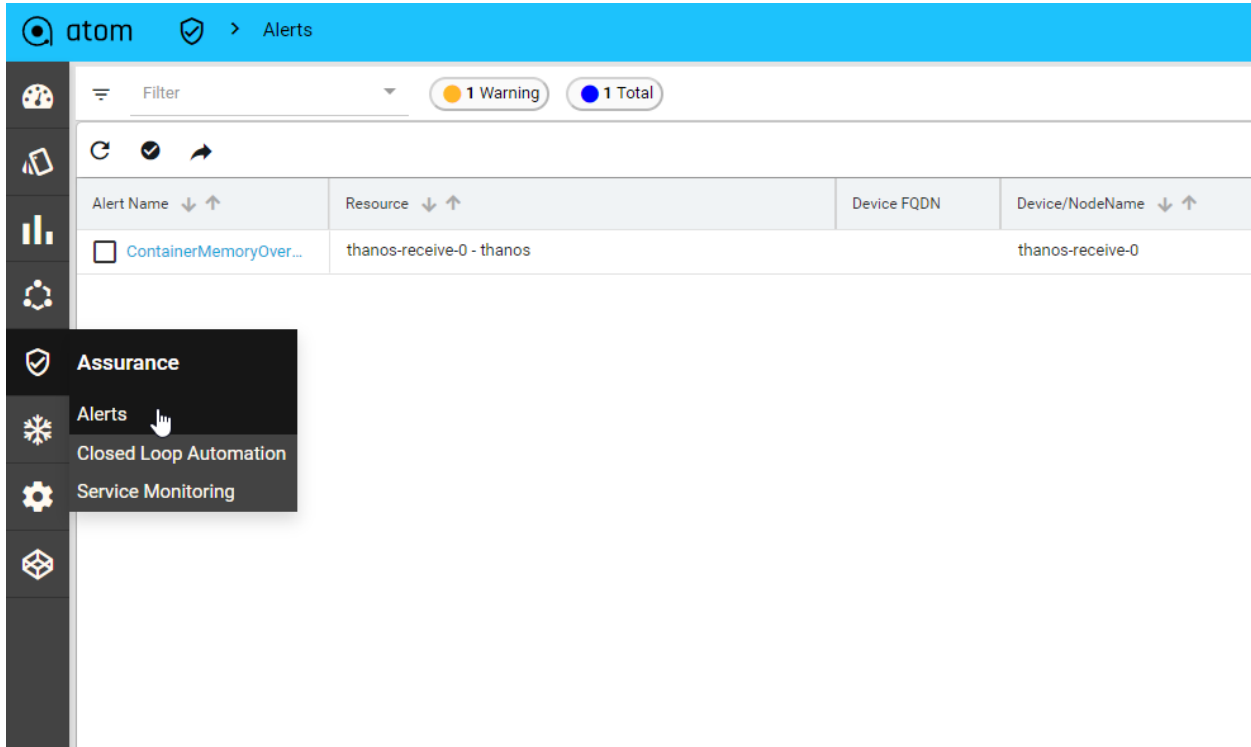 atom > Alerts
Filter 1 Warning 1 Total
Alert Name Resource Device FQDN Device/NodeName
ContainerMemoryOver... thanos-receive-0 - thanos thanos-receive-0
Assurance
Alerts
Closed Loop Automation
Service Monitoring